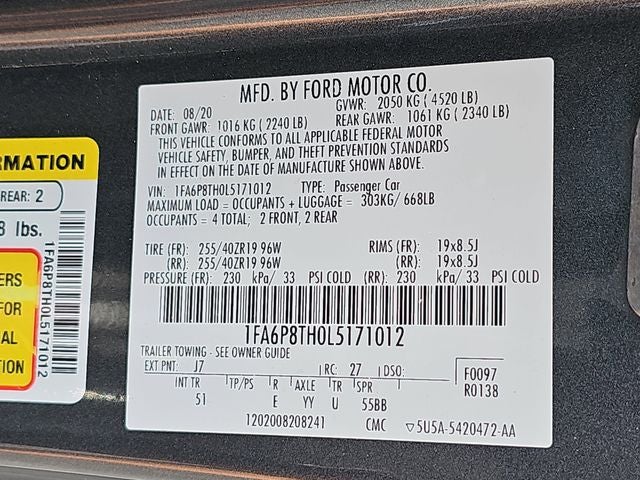 MFD. BY FORD MOTOR CO.
DATE: 08/20 GVWR: 2050 KG ( 4520 LB)
FRONT GAWR: 1016 KG ( 2240 LB) REAR GAWR: 1061 KG ( 2340 LB)
THIS VEHICLE CONFORMS TO ALL APPLICABLE FEDERAL MOTOR
VEHICLE SAFETY, BUMPER, AND THEFT PREVENTION STANDARDS
IN EFFECT ON THE DATE OF MANUFACTURE SHOWN ABOVE.
VIN: 1FA6P8TH0L5171012 TYPE: Passenger Car
MAXIMUM LOAD = OCCUPANTS + LUGGAGE = 303KG/ 668LB
OCCUPANTS = 4 TOTAL; 2 FRONT, 2 REAR
TIRE (FR): 255/40ZR19 96W RIMS (FR): 19x8.5J
(RR): 255/40ZR19 96W (RR): 19x8.5J
PRESSURE (FR): 230 kPa/ 33 PSI COLD (RR): 230 kPa/ 33 PSI COLD
1FA6P8TH0L5171012
TRAILER TOWING - SEE OWNER GUIDE
EXT PNT: J7 RC: 27 DSO: F0097
INT TR TP/PS R AXLE TR SPR R0138
51 E YY U 55BB
1202008208241 CMC 5U5A-5420472-AA
RMATION
REAR: 2
8 lbs.
ERS
FOR
AL
TION
1FA6P8TH0L5171012